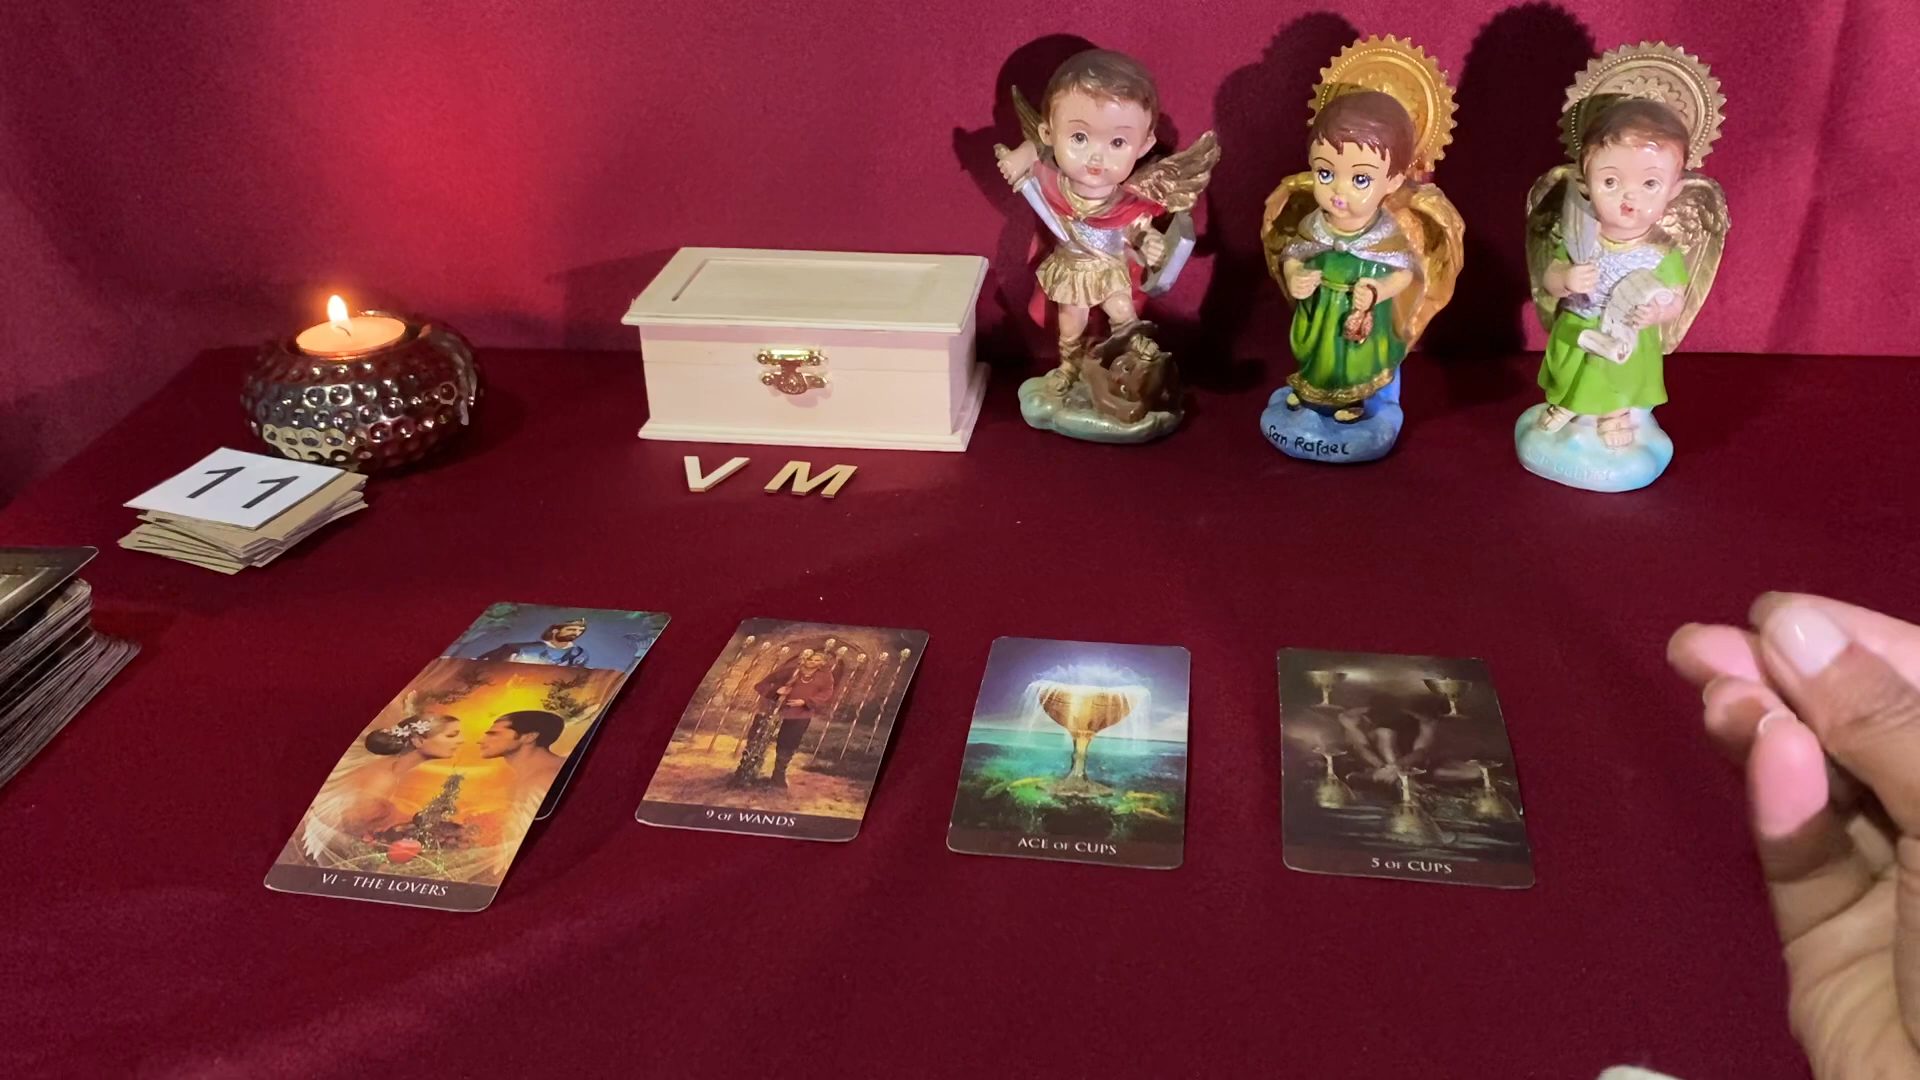 San Rafael
V M
11
9 OF WANDS
ACE OF CUPS
5 OF CUPS
VI - THE LOVERS